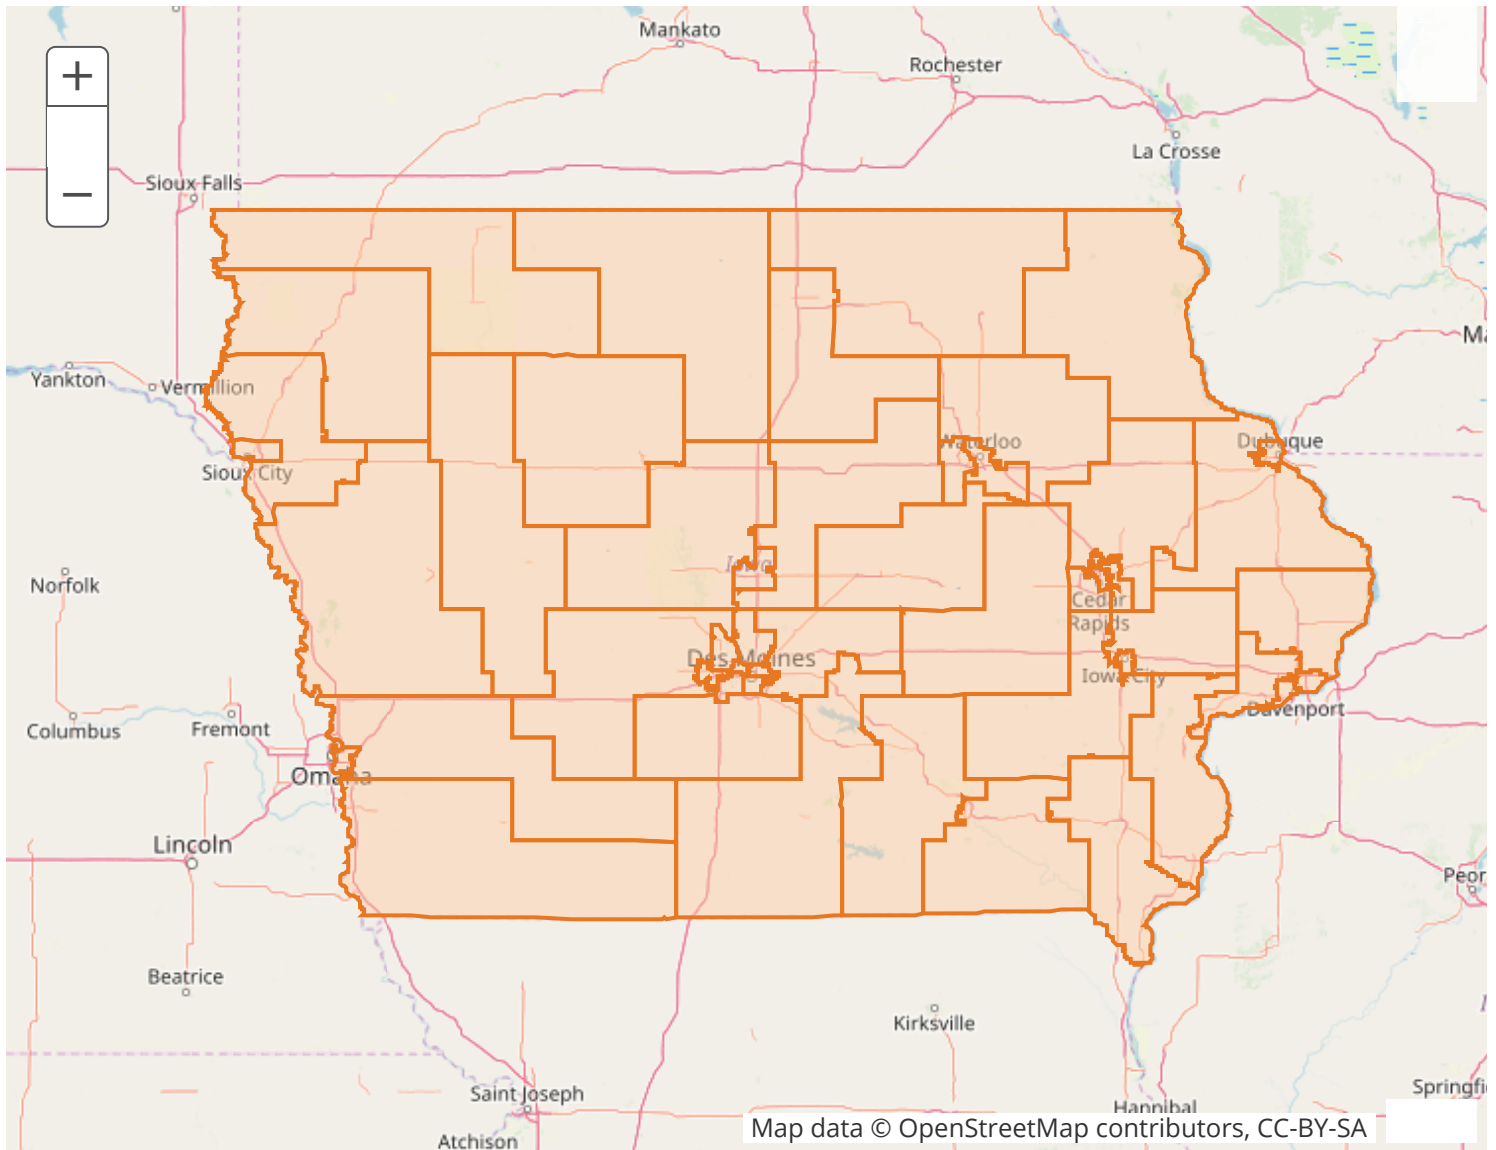 +
−
Mankato
Rochester
La Crosse
Sioux Falls
Yankton
Vermillion
Waterloo
Dubuque
Sioux City
Iowa
Norfolk
Cedar
Rapids
Des Moines
Iowa City
Davenport
Columbus
Fremont
Omaha
Lincoln
Beatrice
Kirksville
Saint Joseph
Hannibal
Atchison
Map data © OpenStreetMap contributors, CC-BY-SA